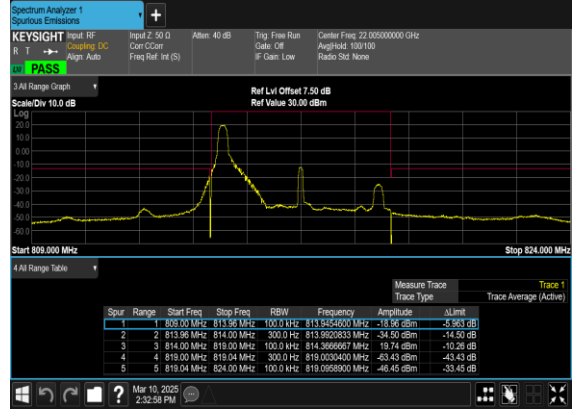 Spectrum Analyzer 1
Spurious Emissions
KEYSIGHT Input: RF Input Z: 50 Ω Atten: 40 dB Trig: Free Run Center Freq: 22.005000000 GHz
R T Coupling: DC Corr CCorr Gate: Off Avg|Hold: 100/100
Align: Auto Freq Ref: Int (S) IF Gain: Low Radio Std: None
PASS
3 All Range Graph
Ref Lvl Offset 7.50 dB
Scale/Div 10.0 dB Ref Value 30.00 dBm
Log
20.0
10.0
0.00
-10.0
-20.0
-30.0
-40.0
-50.0
-60.0
Start 809.000 MHz Stop 824.000 MHz
4 All Range Table
Measure Trace Trace 1
Trace Type Trace Average (Active)
Spur Range Start Freq Stop Freq RBW Frequency Amplitude ΔLimit
1 1 809.00 MHz 813.96 MHz 100.0 kHz 813.9454600 MHz -18.96 dBm -5.963 dB
2 2 813.96 MHz 814.00 MHz 300.0 Hz 813.9920833 MHz -34.50 dBm -14.50 dB
3 3 814.00 MHz 819.00 MHz 100.0 kHz 814.3666667 MHz 19.74 dBm -10.26 dB
4 4 819.00 MHz 819.04 MHz 300.0 Hz 819.0030400 MHz -63.43 dBm -43.43 dB
5 5 819.04 MHz 824.00 MHz 100.0 kHz 819.0958900 MHz -46.45 dBm -33.45 dB
Mar 10, 2025
2:32:58 PM